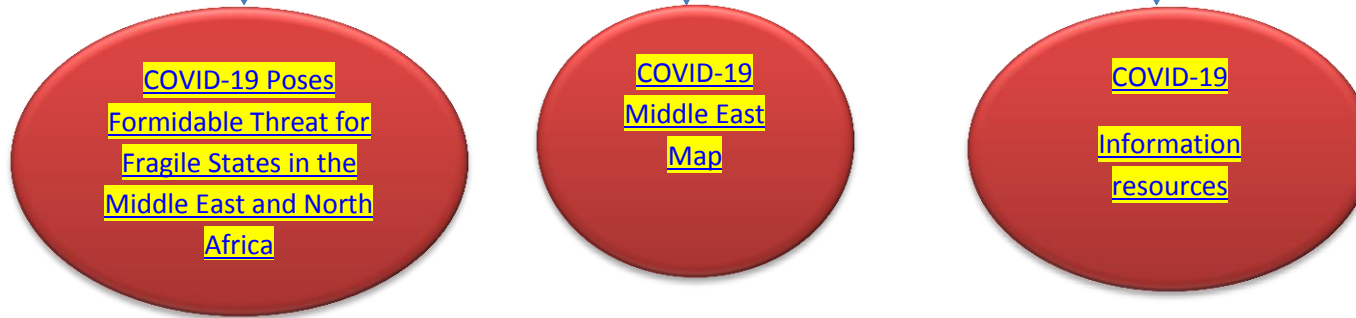 COVID-19 Poses
Formidable Threat for
Fragile States in the
Middle East and North
Africa
COVID-19
Middle East
Map
COVID-19
Information
resources